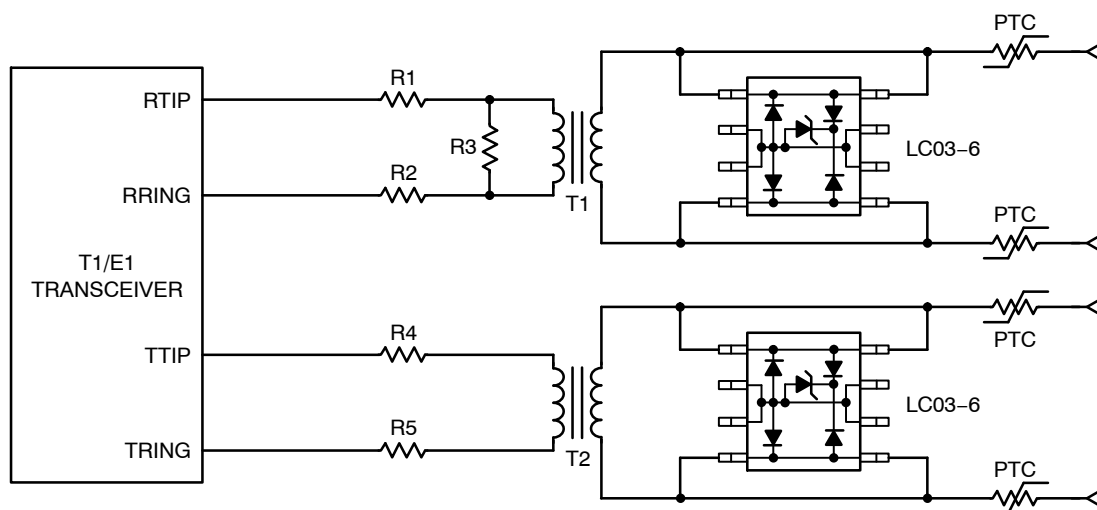 PTC
RTIP
R1
R3
LC03–6
RRING
R2
T1
PTC
T1/E1
TRANSCEIVER
PTC
TTIP
R4
LC03–6
TRING
R5
T2
PTC